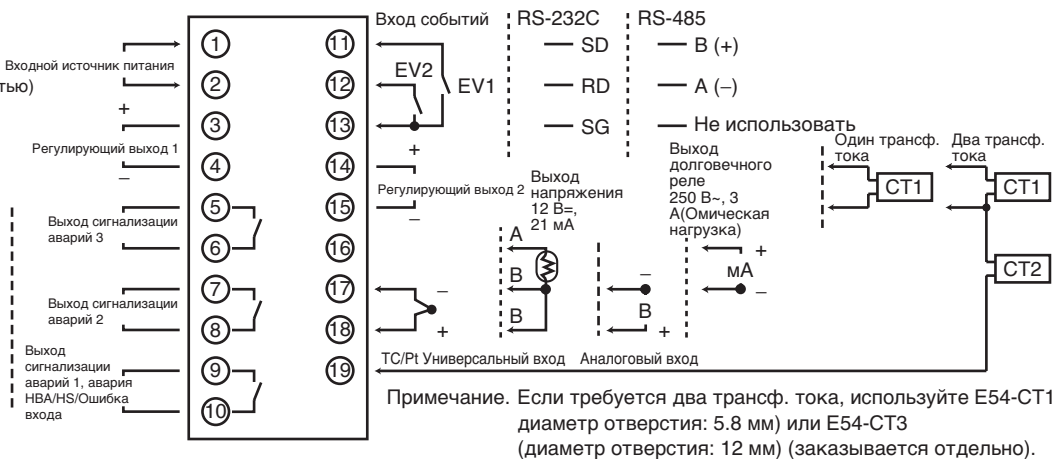 Вход событий
RS-232C
RS-485
1
11
SD
B (+)
Входной источник питания
тью)
2
12
EV2
EV1
RD
A (–)
+
3
13
SG
Не использовать
Регулирующий выход 1
–
4
14
+
Регулирующий выход 2
–
15
Выход
напряжения
12 В=,
21 мА
Выход
долговечного
реле
250 В~, 3
А(Омическая
нагрузка)
Один трансф.
тока
CT1
Два трансф.
тока
CT1
CT2
Выход сигнализации
аварий 3
5
6
16
A
B
B
–
В
+
+
мА
–
Выход сигнализации
аварий 2
7
8
17
18
–
+
TC/Pt Универсальный вход
Аналоговый вход
Выход
сигнализации
аварий 1, авария
НВА/HS/Ошибка
входа
9
10
19
Примечание. Если требуется два трансф. тока, используйте E54-CT1
диаметр отверстия: 5.8 мм) или E54-CT3
(диаметр отверстия: 12 мм) (заказывается отдельно).